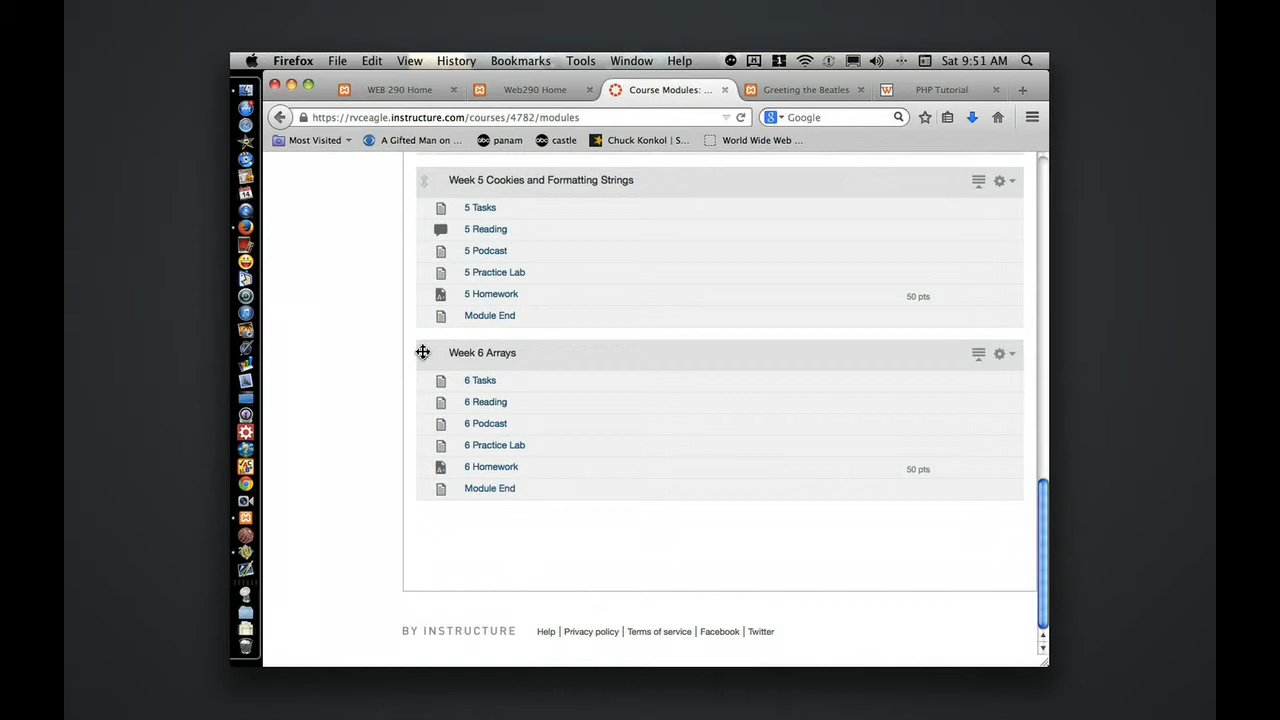 Firefox File Edit View History Bookmarks Tools Window Help Sat 9:51 AM
WEB 290 Home Web290 Home Course Modules: ... Greeting the Beatles PHP Tutorial
https://rvceagle.instructure.com/courses/4782/modules Google
Most Visited A Gifted Man on ... abc panam abc castle Chuck Konkol | S... World Wide Web ...
Week 5 Cookies and Formatting Strings
5 Tasks
5 Reading
5 Podcast
5 Practice Lab
5 Homework 50 pts
Module End
Week 6 Arrays
6 Tasks
6 Reading
6 Podcast
6 Practice Lab
6 Homework 50 pts
Module End
BY INSTRUCTURE Help | Privacy policy | Terms of service | Facebook | Twitter